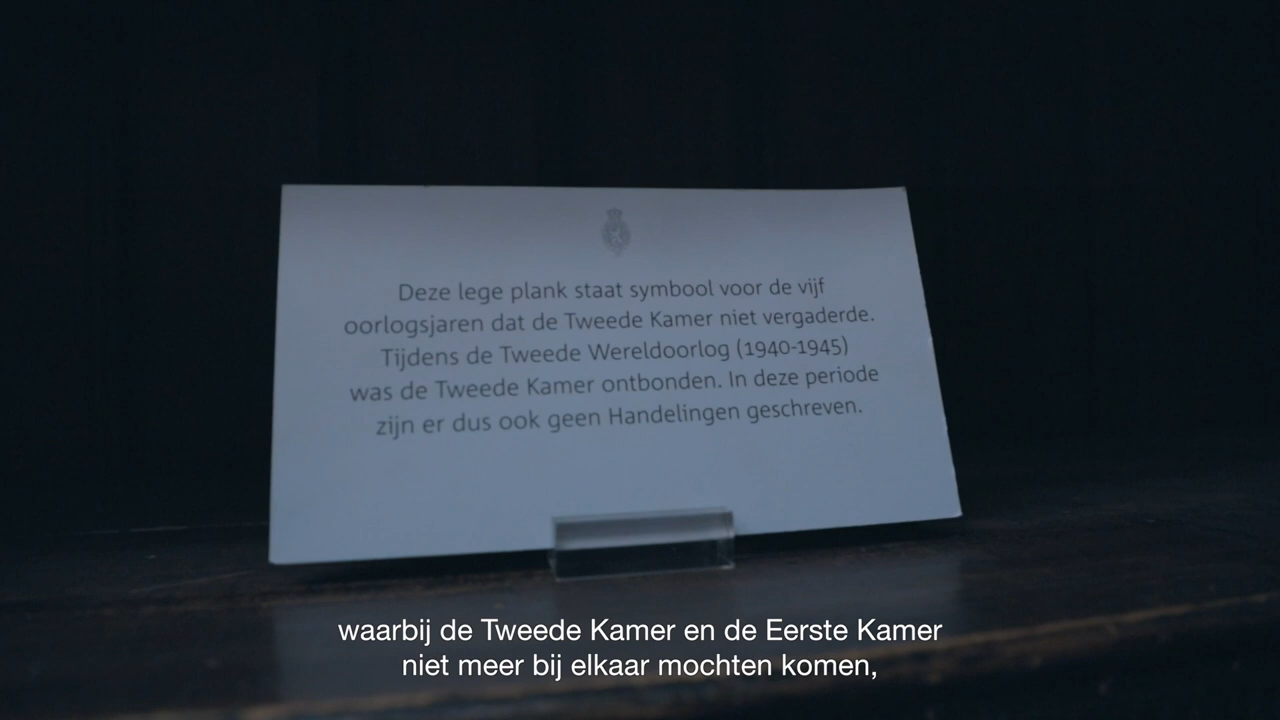 Deze lege plank staat symbool voor de vijf
oorlogsjaren dat de Tweede Kamer niet vergaderde.
Tijdens de Tweede Wereldoorlog (1940-1945)
was de Tweede Kamer ontbonden. In deze periode
zijn er dus ook geen Handelingen geschreven.
waarbij de Tweede Kamer en de Eerste Kamer
niet meer bij elkaar mochten komen,